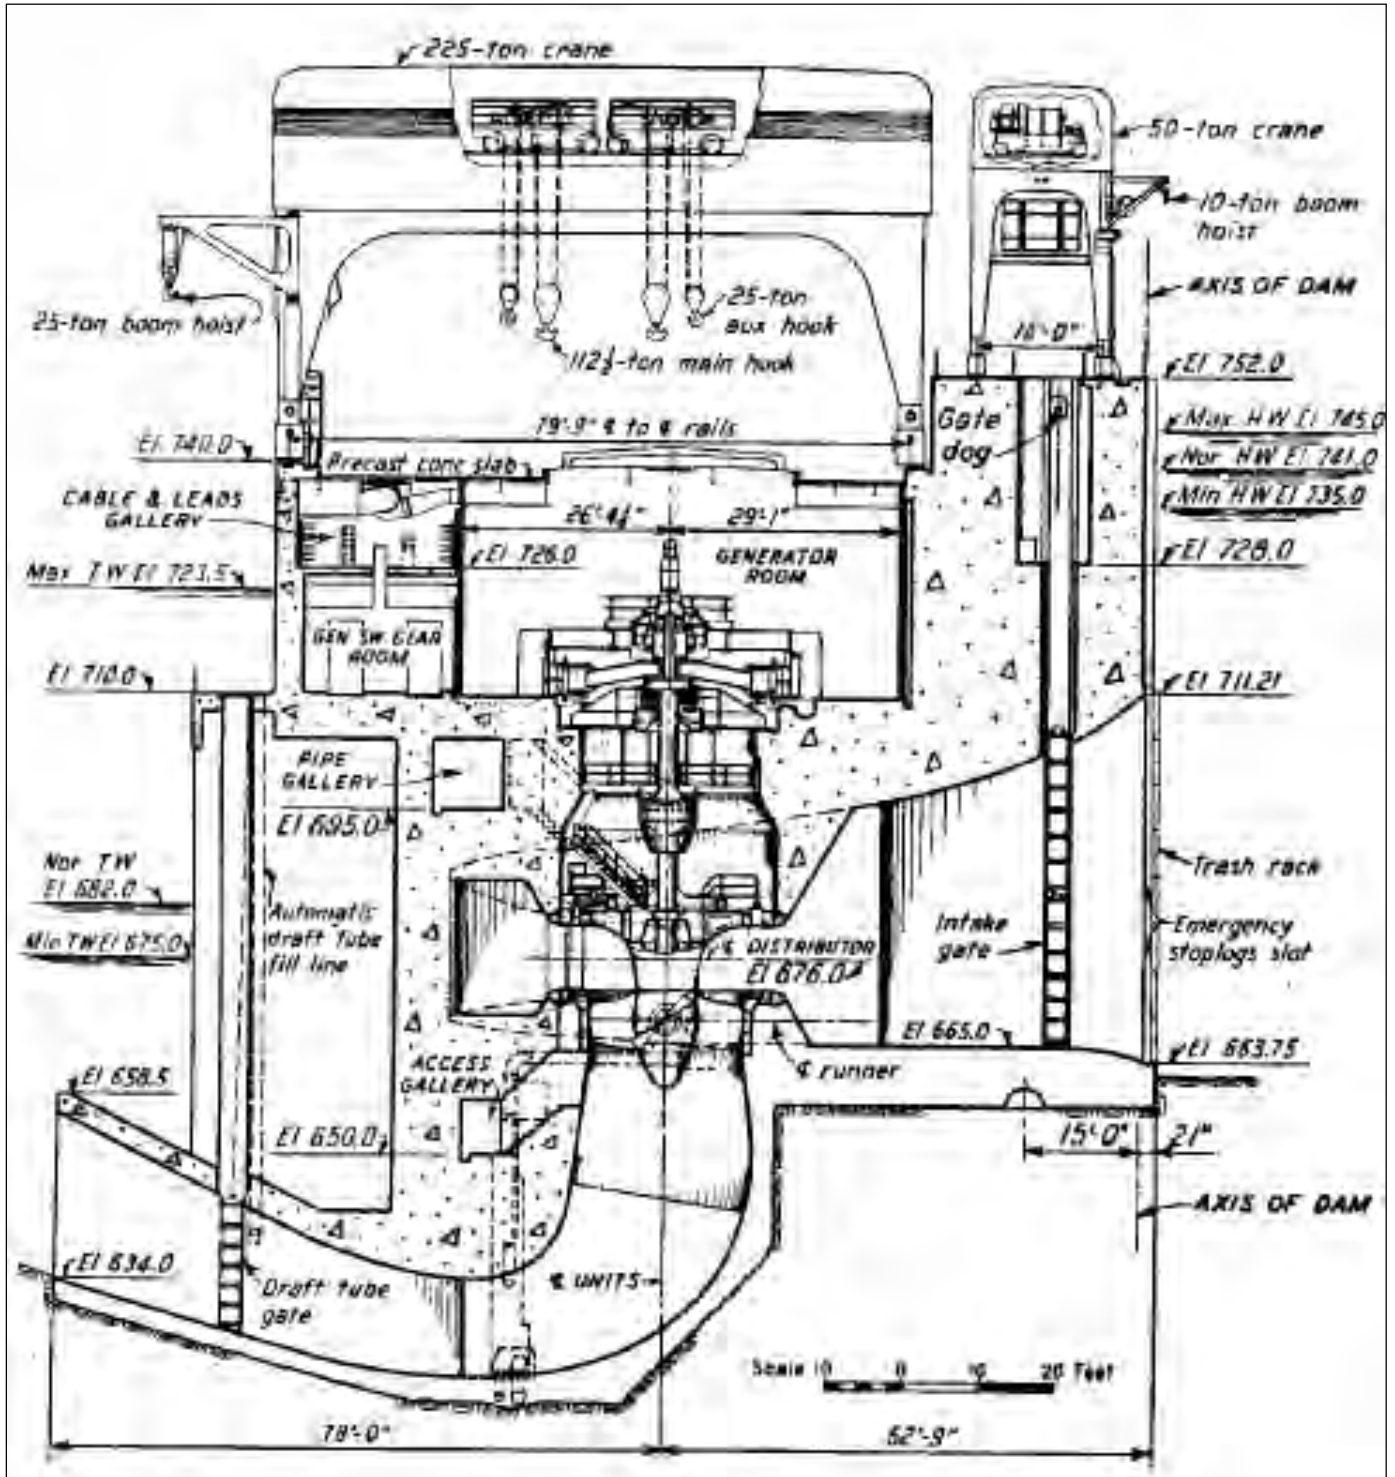 225-ton crane
50-ton crane
10-ton boom
hoist
AXIS OF DAM
25-ton boom hoist
25-ton
aux hook
112½-ton main hook
16'-0"
El 752.0
79'-9" ℄ to ℄ rails
Gate
dog
Max HW El 745.0
El 740.0
Precast conc slab
Nor HW El 741.0
CABLE & LEADS
GALLERY
Min HW El 735.0
26'-4½"
29'-1"
El 726.0
GENERATOR
ROOM
El 728.0
Max TW El 723.5
GEN SW GEAR
ROOM
El 710.0
El 711.21
PIPE
GALLERY
El 695.0
Nor TW
El 682.0
Trash rack
Automatic
draft tube
fill line
Intake
gate
Emergency
stoplogs slot
Min TW El 675.0
℄ DISTRIBUTOR
El 676.0
El 665.0
El 663.75
ACCESS
GALLERY
℄ runner
El 658.5
El 650.0
15'-0"
21"
AXIS OF DAM
El 634.0
Draft tube
gate
℄ UNITS
Scale 10 0 10 20 Feet
78'-0"
62'-9"